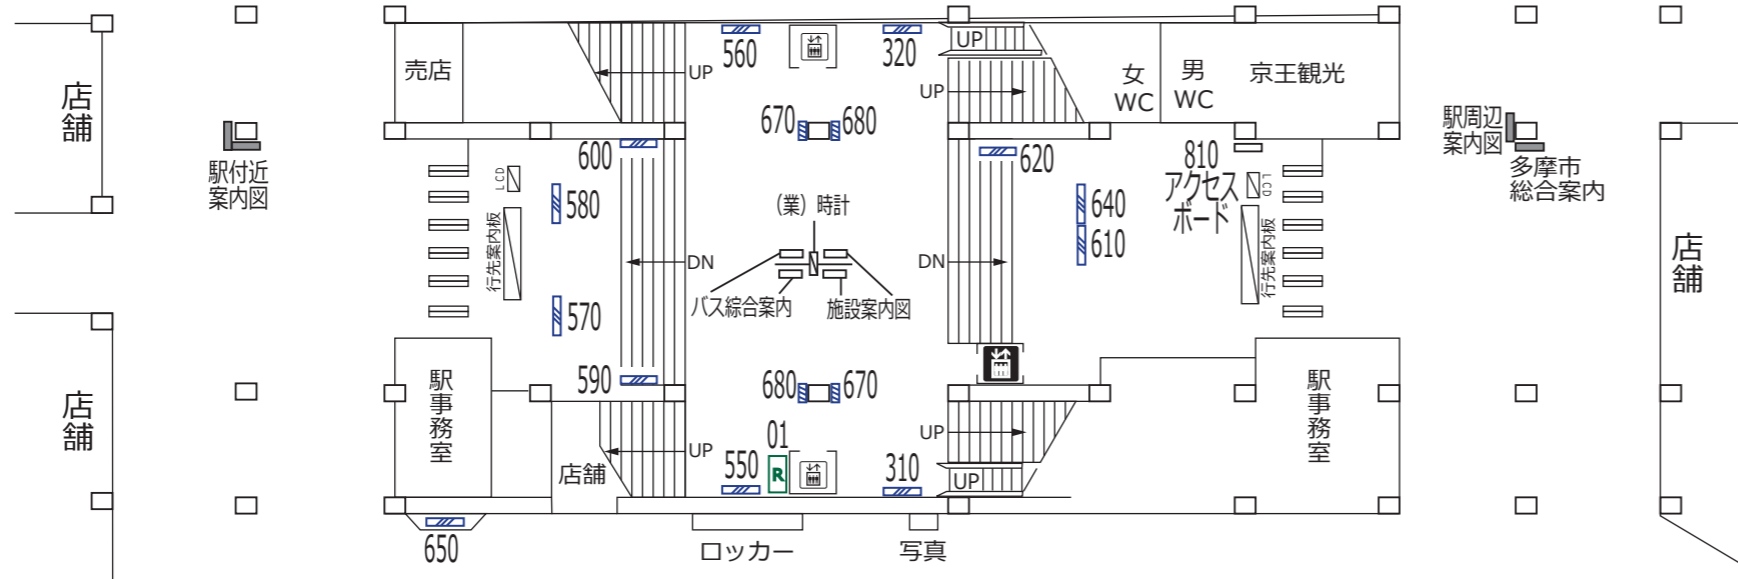 560
320
UP
売店
UP
UP
女
WC
男
WC
京王観光
店
舗
670
680
駅周辺
案内図
600
620
810
アクセス
ボード
多摩市
総合案内
駅付近
案内図
LCD
LCD
580
640
(業) 時計
610
行先案内板
行先案内板
DN
DN
店
舗
バス綜合案内
施設案内図
570
590
680
670
駅
事
務
室
駅
事
務
室
店
舗
UP
UP
01
550
R
310
UP
店舗
650
ロッカー
写真